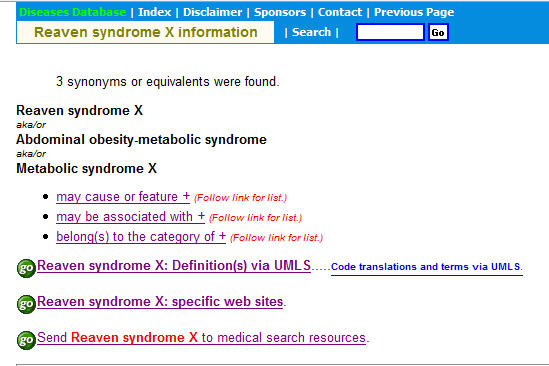 Diseases Database | Index | Disclaimer | Sponsors | Contact | Previous Page
Reaven syndrome X information | Search | Go
3 synonyms or equivalents were found.
Reaven syndrome X
aka/or
Abdominal obesity-metabolic syndrome
aka/or
Metabolic syndrome X
may cause or feature + (Follow link for list.)
may be associated with + (Follow link for list.)
belong(s) to the category of + (Follow link for list.)
go Reaven syndrome X: Definition(s) via UMLS.....Code translations and terms via UMLS.
go Reaven syndrome X: specific web sites.
go Send Reaven syndrome X to medical search resources.